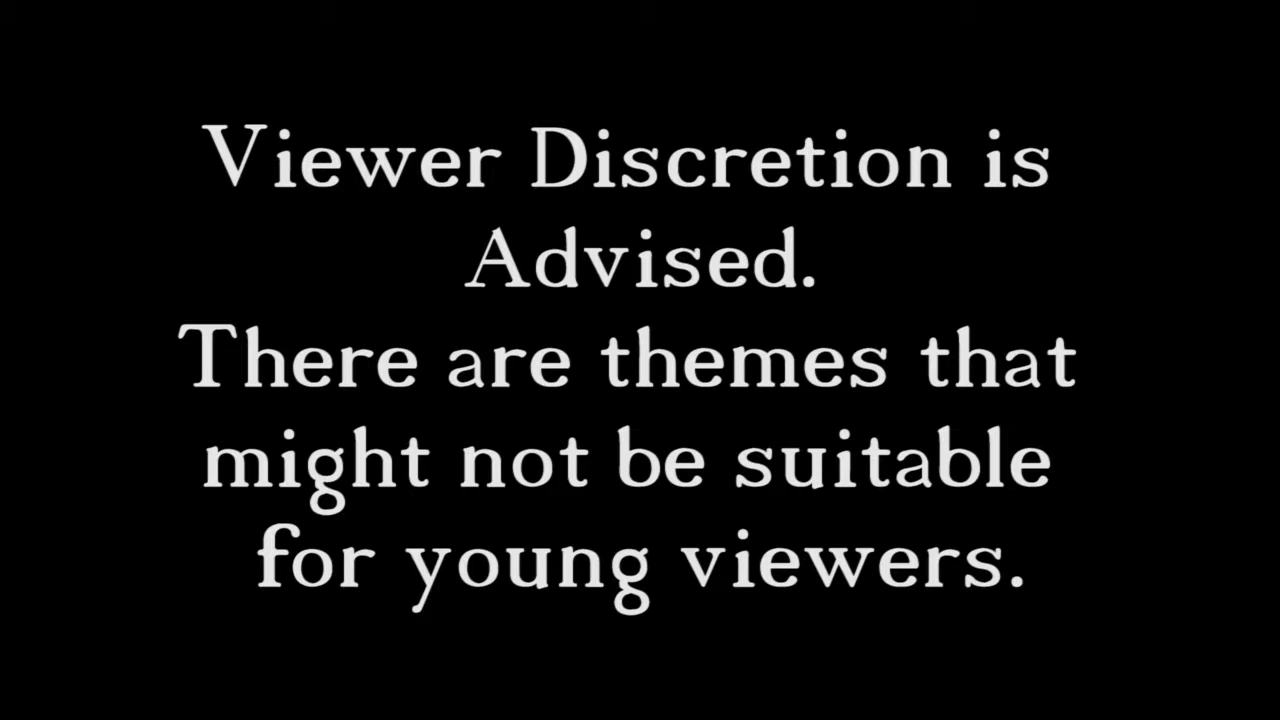 Viewer Discretion is
Advised.
There are themes that
might not be suitable
for young viewers.